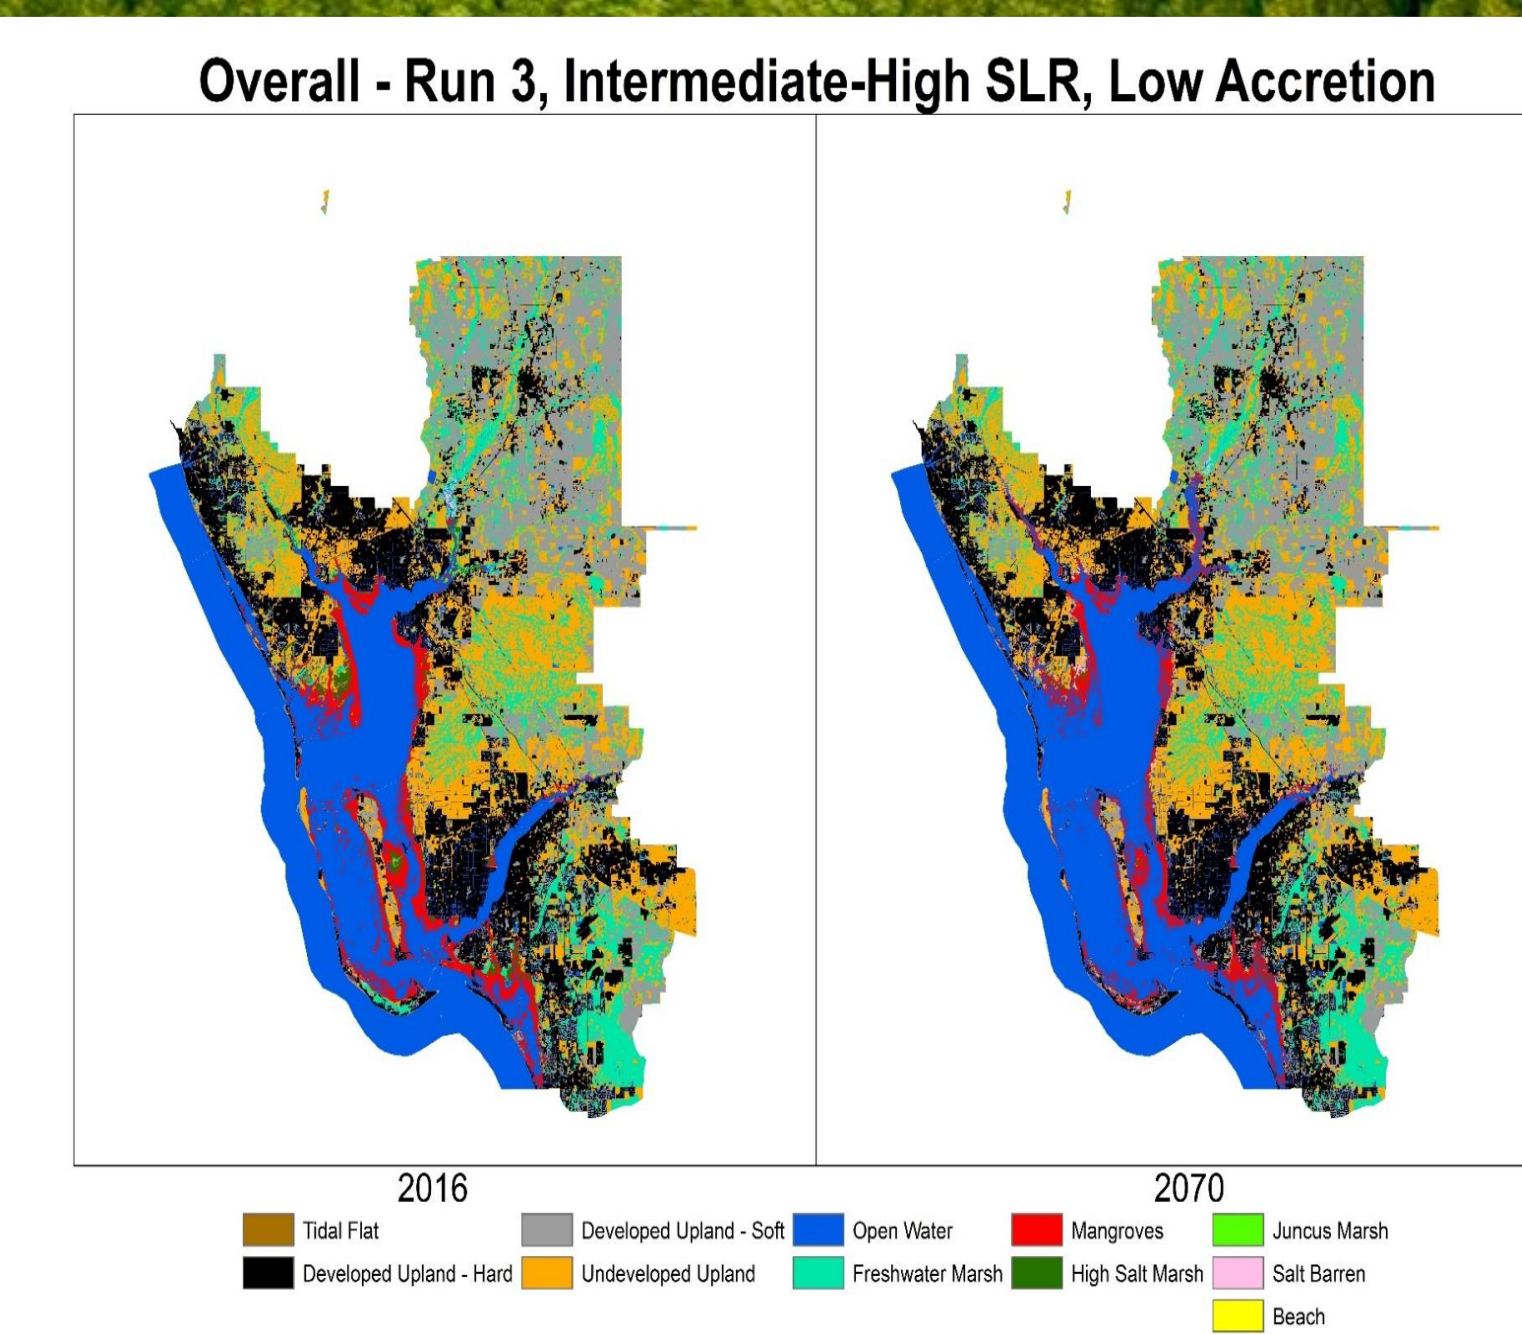 Overall - Run 3, Intermediate-High SLR, Low Accretion
2016
2070
Tidal Flat
Developed Upland - Soft
Open Water
Mangroves
Juncus Marsh
Developed Upland - Hard
Undeveloped Upland
Freshwater Marsh
High Salt Marsh
Salt Barren
Beach